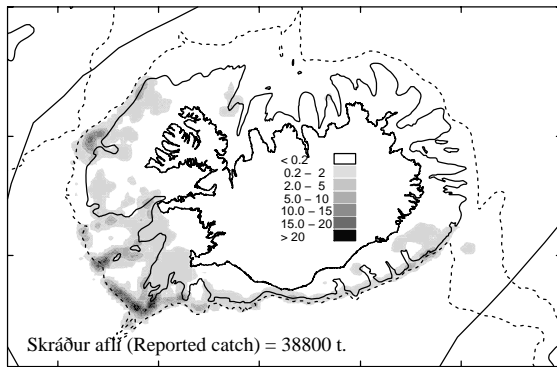 < 0.2
0.2 – 2
2.0 – 5
5.0 – 10
10.0 – 15
15.0 – 20
> 20
Skráður afli (Reported catch) = 38800 t.